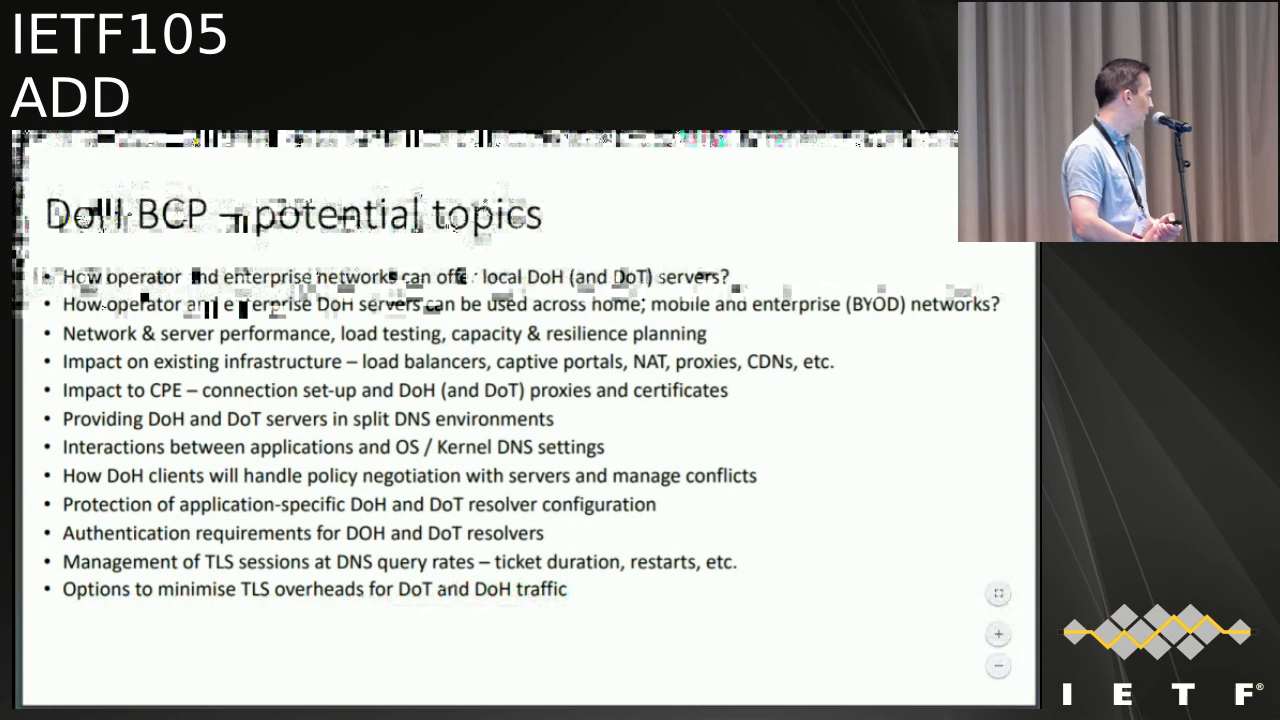 IETF105
ADD
DoH BCP – potential topics
• How operator and enterprise networks can offer local DoH (and DoT) servers?
• How operator and enterprise DoH servers can be used across home, mobile and enterprise (BYOD) networks?
• Network & server performance, load testing, capacity & resilience planning
• Impact on existing infrastructure – load balancers, captive portals, NAT, proxies, CDNs, etc.
• Impact to CPE – connection set-up and DoH (and DoT) proxies and certificates
• Providing DoH and DoT servers in split DNS environments
• Interactions between applications and OS / Kernel DNS settings
• How DoH clients will handle policy negotiation with servers and manage conflicts
• Protection of application-specific DoH and DoT resolver configuration
• Authentication requirements for DOH and DoT resolvers
• Management of TLS sessions at DNS query rates – ticket duration, restarts, etc.
• Options to minimise TLS overheads for DoT and DoH traffic
I E T F®